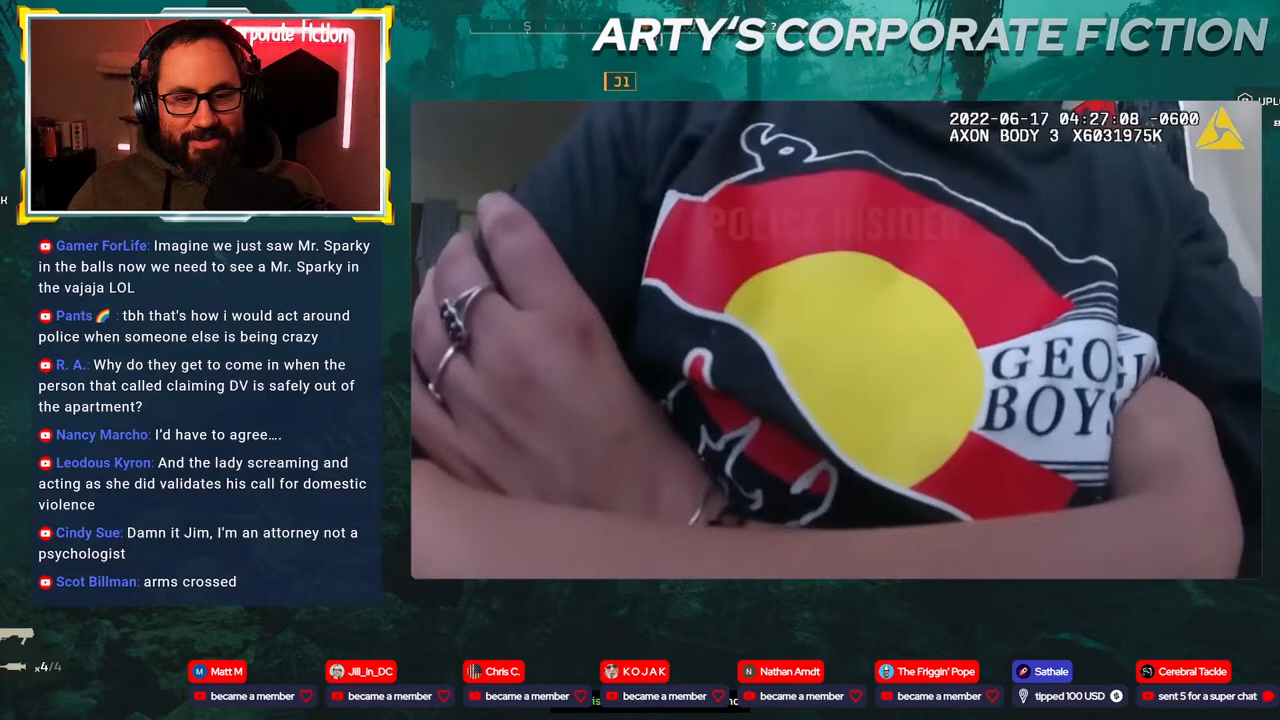 Corporate Fiction
ARTY'S CORPORATE FICTION
J1
2022-06-17 04:27:08 -0600
AXON BODY 3 X6031975K
POLICE INSIDER
GEO
BOYS
Gamer ForLife: Imagine we just saw Mr. Sparky
in the balls now we need to see a Mr. Sparky in
the vajaja LOL
Pants🌈 : tbh that's how i would act around
police when someone else is being crazy
R. A.: Why do they get to come in when the
person that called claiming DV is safely out of
the apartment?
Nancy Marcho: I'd have to agree….
Leodous Kyron: And the lady screaming and
acting as she did validates his call for domestic
violence
Cindy Sue: Damn it Jim, I'm an attorney not a
psychologist
Scot Billman: arms crossed
x4/4
Matt M
became a member
Jill_in_DC
became a member
Chris C.
became a member
K O J A K
became a member
Nathan Arndt
became a member
The Friggin' Pope
became a member
Sathale
tipped 100 USD
Cerebral Tackle
sent 5 for a super chat